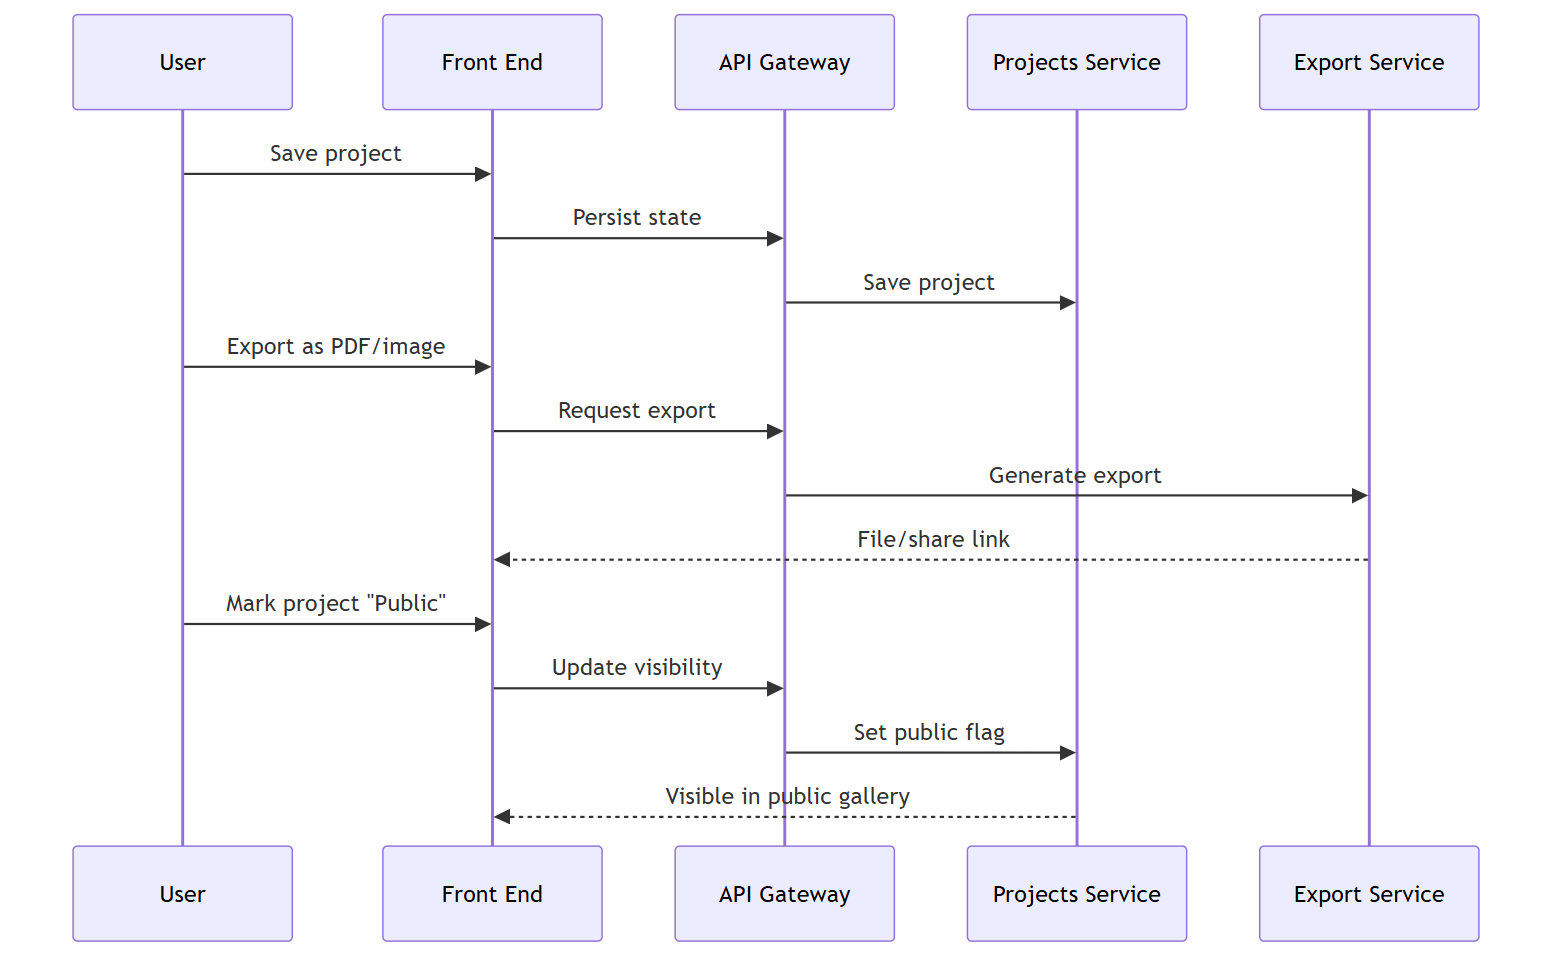 User
Front End
API Gateway
Projects Service
Export Service
Save project
Persist state
Save project
Export as PDF/image
Request export
Generate export
File/share link
Mark project "Public"
Update visibility
Set public flag
Visible in public gallery
User
Front End
API Gateway
Projects Service
Export Service